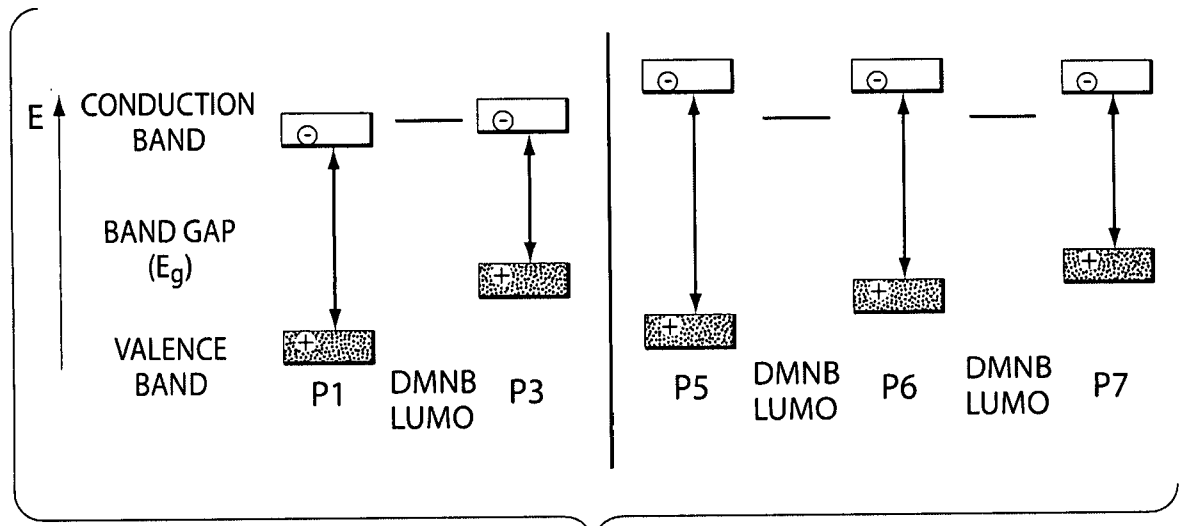 E
CONDUCTION
BAND
BAND GAP
(Eg)
VALENCE
BAND
−
+
P1
DMNB
LUMO
−
+
P3
−
+
P5
DMNB
LUMO
−
+
P6
DMNB
LUMO
−
+
P7